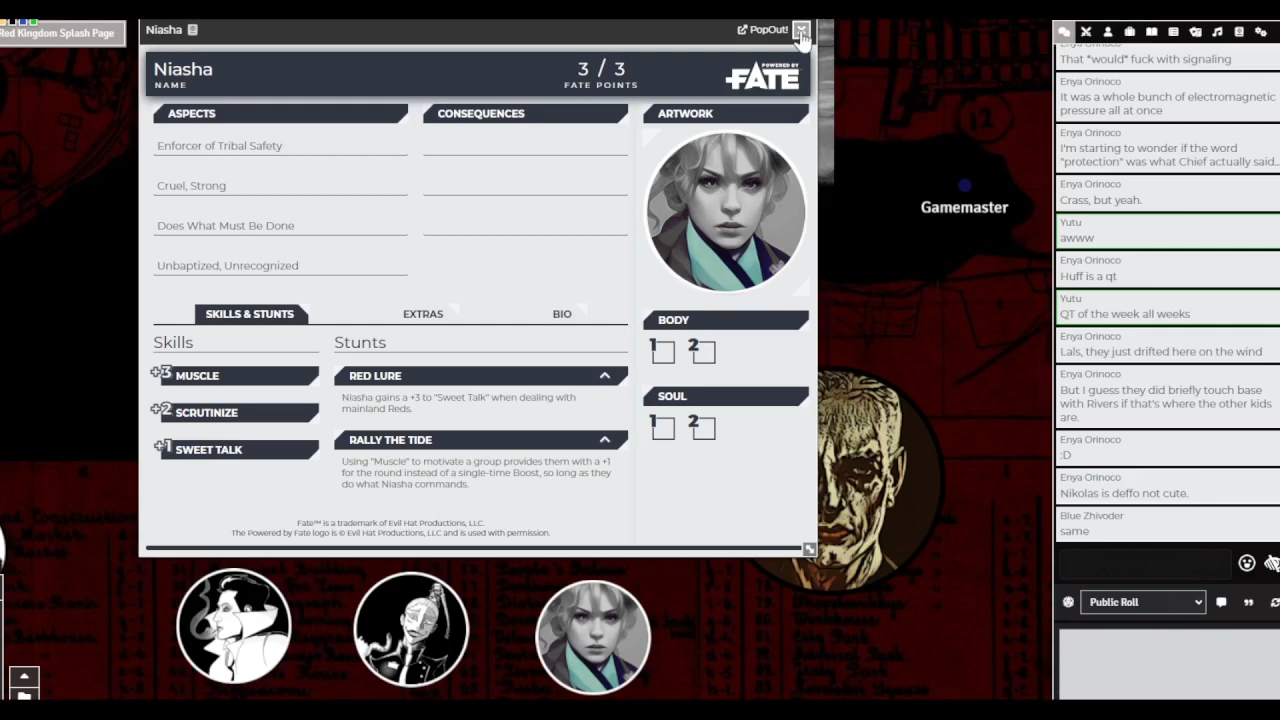 Red Kingdom Splash Page
Niasha
PopOut!
Niasha
NAME
3 / 3
FATE POINTS
POWERED BY
FATE
ASPECTS
Enforcer of Tribal Safety
Cruel, Strong
Does What Must Be Done
Unbaptized, Unrecognized
CONSEQUENCES
ARTWORK
SKILLS & STUNTS
EXTRAS
BIO
Skills
+3 MUSCLE
+2 SCRUTINIZE
+1 SWEET TALK
Stunts
RED LURE
Niasha gains a +3 to "Sweet Talk" when dealing with
mainland Reds.
RALLY THE TIDE
Using "Muscle" to motivate a group provides them with a +1
for the round instead of a single-time Boost, so long as they
do what Niasha commands.
BODY
1 2
SOUL
1 2
Fate™ is a trademark of Evil Hat Productions, LLC.
The Powered by Fate logo is © Evil Hat Productions, LLC and is used with permission.
12
Gamemaster
Enya Orinoco
That *would* fuck with signaling
Enya Orinoco
It was a whole bunch of electromagnetic
pressure all at once
Enya Orinoco
I'm starting to wonder if the word
"protection" was what Chief actually said...
Enya Orinoco
Crass, but yeah.
Yutu
awww
Enya Orinoco
Huff is a qt
Yutu
QT of the week all weeks
Enya Orinoco
Lals, they just drifted here on the wind
Enya Orinoco
But I guess they did briefly touch base
with Rivers if that's where the other kids
are.
Enya Orinoco
:D
Enya Orinoco
Nikolas is deffo not cute.
Blue Zhivoder
same
Public Roll